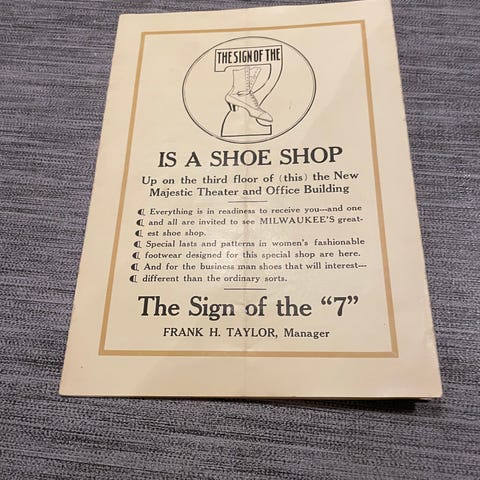 THE SIGN OF THE
7
IS A SHOE SHOP
Up on the third floor of (this) the New
Majestic Theater and Office Building
Everything is in readiness to receive you---and one
and all are invited to see MILWAUKEE'S great-
est shoe shop.
Special lasts and patterns in women's fashionable
footwear designed for this special shop are here.
And for the business man shoes that will interest---
different than the ordinary sorts.
The Sign of the "7"
FRANK H. TAYLOR, Manager